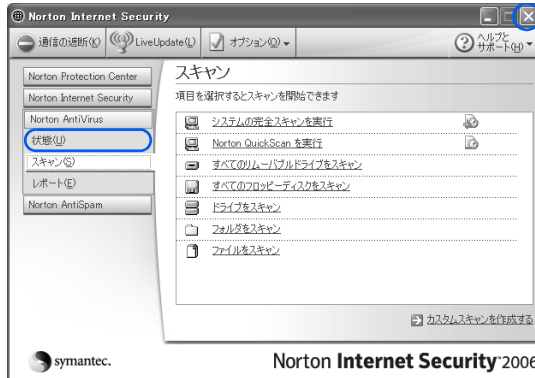 Norton Internet Security
通信の遮断(K) LiveUpdate(L) オプション(O) ヘルプと サポート(H)
Norton Protection Center
Norton Internet Security
Norton AntiVirus
状態(U)
スキャン(S)
レポート(E)
Norton AntiSpam
スキャン
項目を選択するとスキャンを開始できます
システムの完全スキャンを実行
Norton QuickScan を実行
すべてのリムーバブルドライブをスキャン
すべてのフロッピーディスクをスキャン
ドライブをスキャン
フォルダをスキャン
ファイルをスキャン
カスタムスキャンを作成する
symantec.
Norton Internet Security 2006